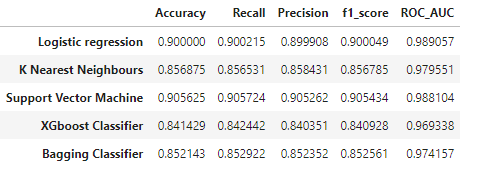 Accuracy Recall Precision f1_score ROC_AUC
Logistic regression 0.900000 0.900215 0.899908 0.900049 0.989057
K Nearest Neighbours 0.856875 0.856531 0.858431 0.856785 0.979551
Support Vector Machine 0.905625 0.905724 0.905262 0.905434 0.988104
XGboost Classifier 0.841429 0.842442 0.840351 0.840928 0.969338
Bagging Classifier 0.852143 0.852922 0.852352 0.852561 0.974157